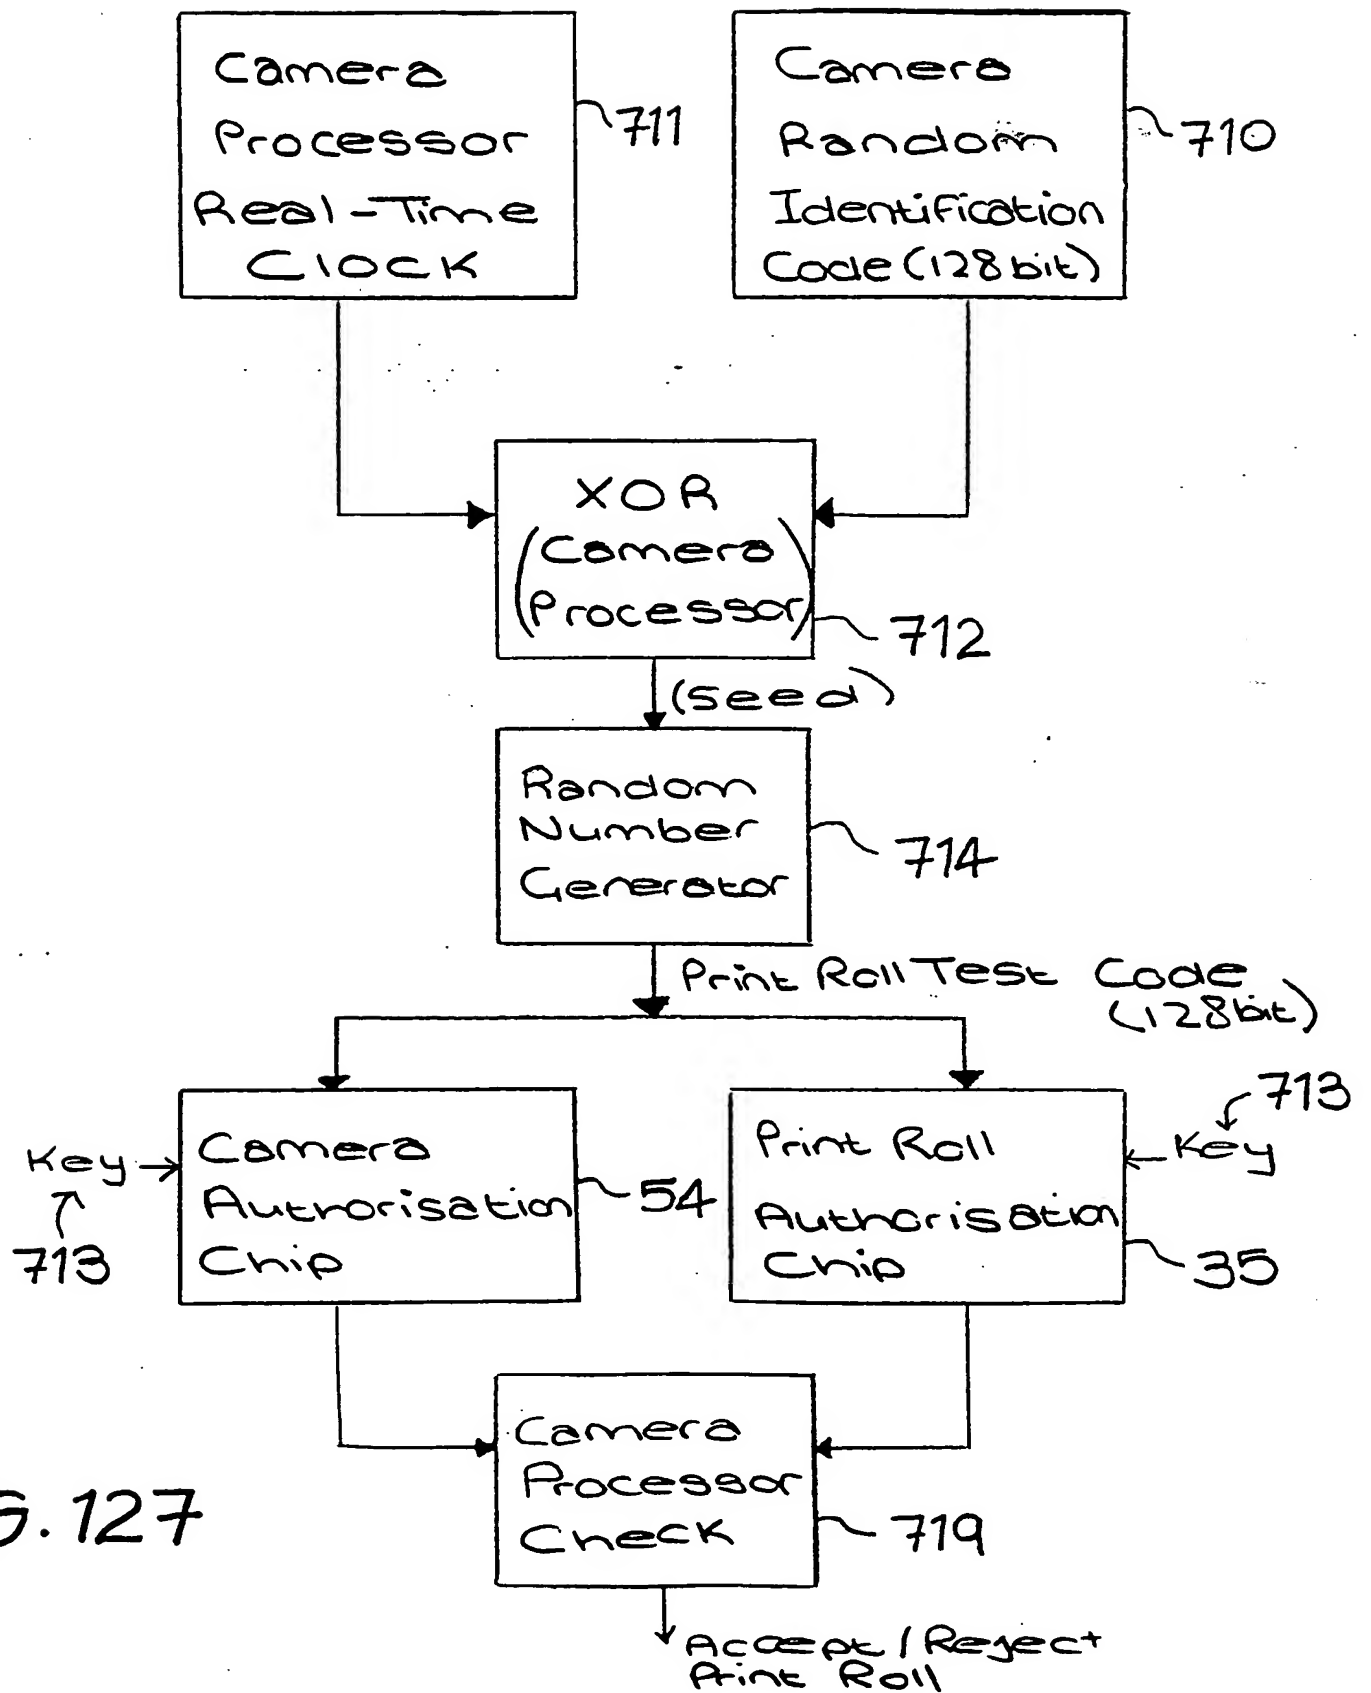 Camera
Processor
Real-Time
Clock
711
Camera
Random
Identification
Code (128 bit)
710
XOR
(Camera
Processor)
712
(Seed)
Random
Number
Generator
714
Print Roll Test Code
(128 bit)
Key
713
Camera
Authorisation
Chip
54
Print Roll
Authorisation
Chip
713
Key
35
Camera
Processor
Check
719
G. 127
Accept / Reject
Print Roll